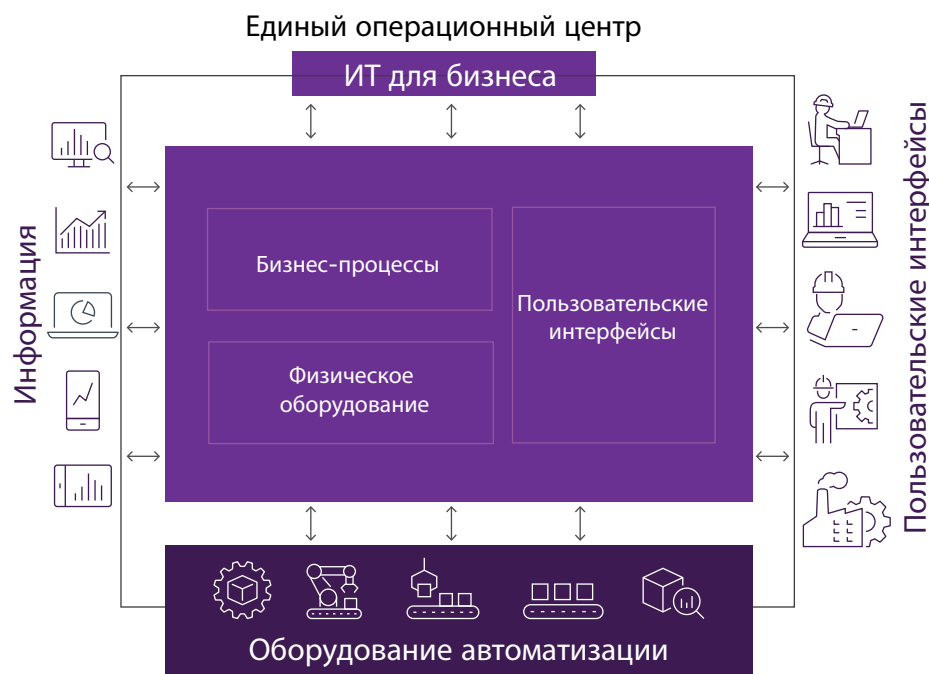 Единый операционный центр
ИТ для бизнеса
Информация
Бизнес-процессы
Физическое
оборудование
Пользовательские
интерфейсы
Пользовательские интерфейсы
Оборудование автоматизации